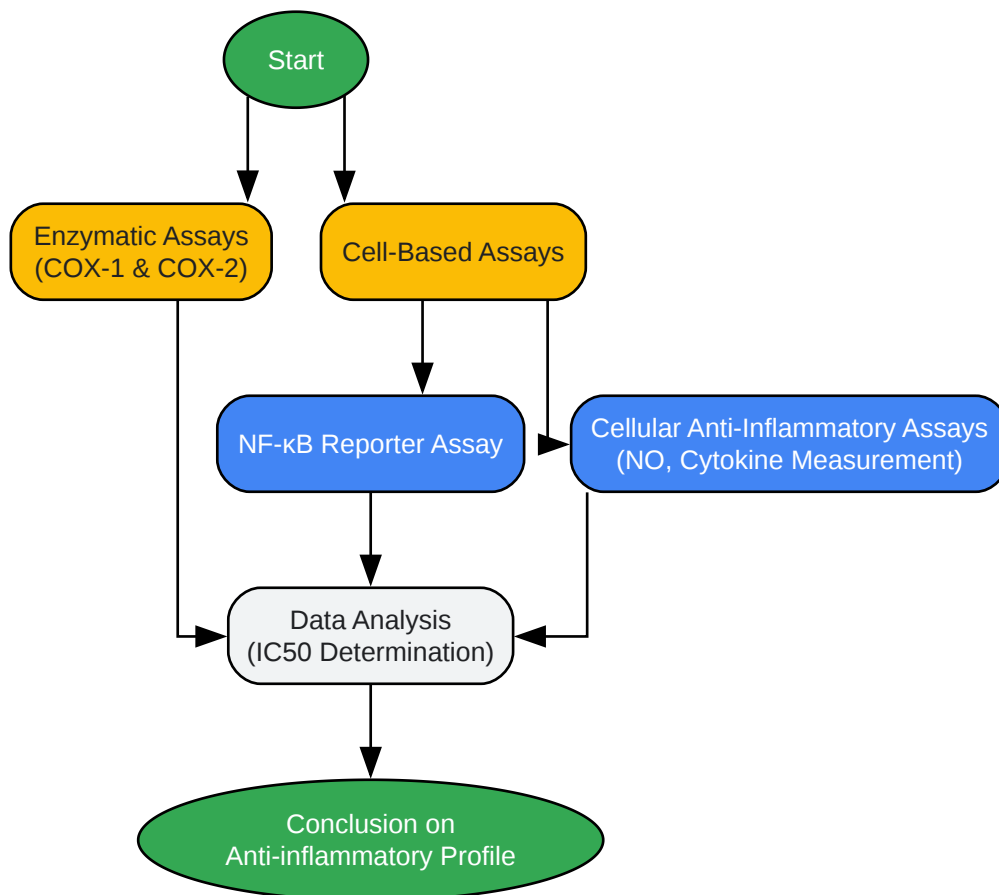 Start
Enzymatic Assays
(COX-1 & COX-2)
Cell-Based Assays
NF-κB Reporter Assay
Cellular Anti-Inflammatory Assays
(NO, Cytokine Measurement)
Data Analysis
(IC50 Determination)
Conclusion on
Anti-inflammatory Profile